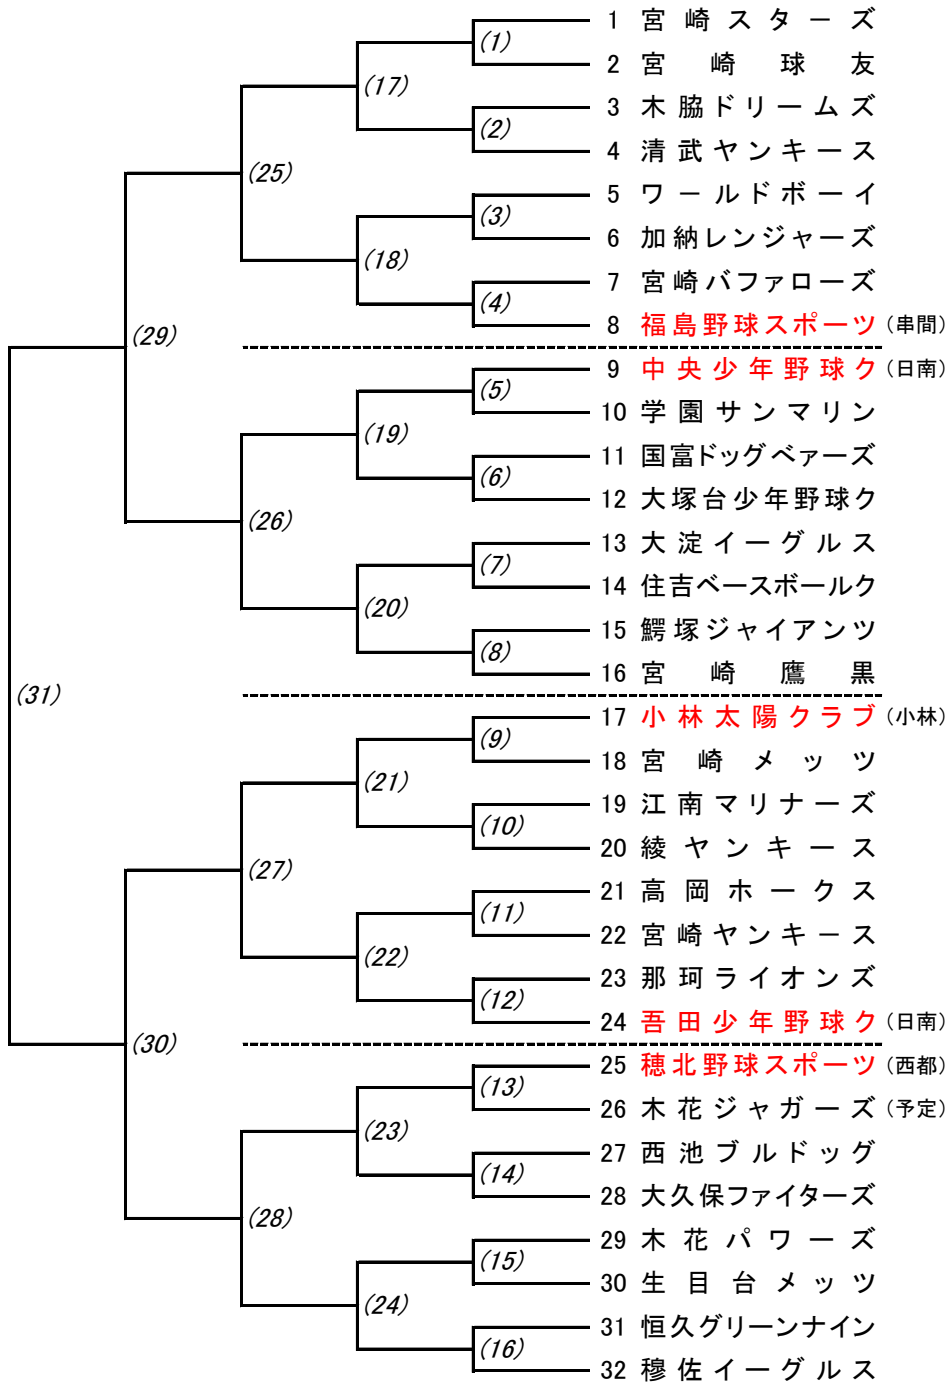 1 宮崎スターズ
(1)
2 宮崎球友
(17)
3 木脇ドリームズ
(2)
4 清武ヤンキース
(25)
5 ワールドボーイ
(3)
6 加納レンジャーズ
(18)
7 宮崎バファローズ
(4)
8 福島野球スポーツ (串間)
(29)
9 中央少年野球ク (日南)
(5)
10 学園サンマリン
(19)
11 国富ドッグベァーズ
(6)
12 大塚台少年野球ク
(26)
13 大淀イーグルス
(7)
14 住吉ベースボールク
(20)
15 鰐塚ジャイアンツ
(8)
16 宮崎鷹黒
(31)
17 小林太陽クラブ (小林)
(9)
18 宮崎メッツ
(21)
19 江南マリナーズ
(10)
20 綾ヤンキース
(27)
21 高岡ホークス
(11)
22 宮崎ヤンキース
(22)
23 那珂ライオンズ
(12)
24 吾田少年野球ク (日南)
(30)
25 穂北野球スポーツ (西都)
(13)
26 木花ジャガーズ (予定)
(23)
27 西池ブルドッグ
(14)
28 大久保ファイターズ
(28)
29 木花パワーズ
(15)
30 生目台メッツ
(24)
31 恒久グリーンナイン
(16)
32 穆佐イーグルス